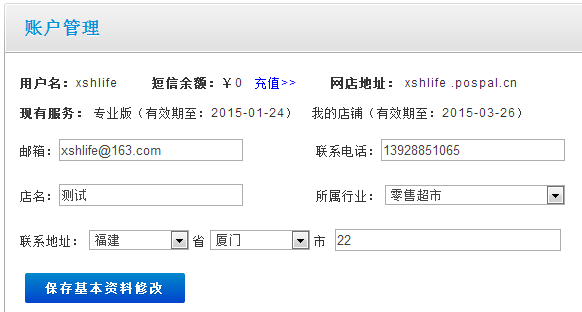 账户管理
用户名：xshlife 短信余额：￥0 充值>> 网店地址： xshlife .pospal.cn
现有服务： 专业版（有效期至：2015-01-24） 我的店铺（有效期至：2015-03-26）
邮箱：xshlife@163.com 联系电话：13928851065
店名：测试 所属行业： 零售超市
联系地址： 福建 省 厦门 市 22
保存基本资料修改